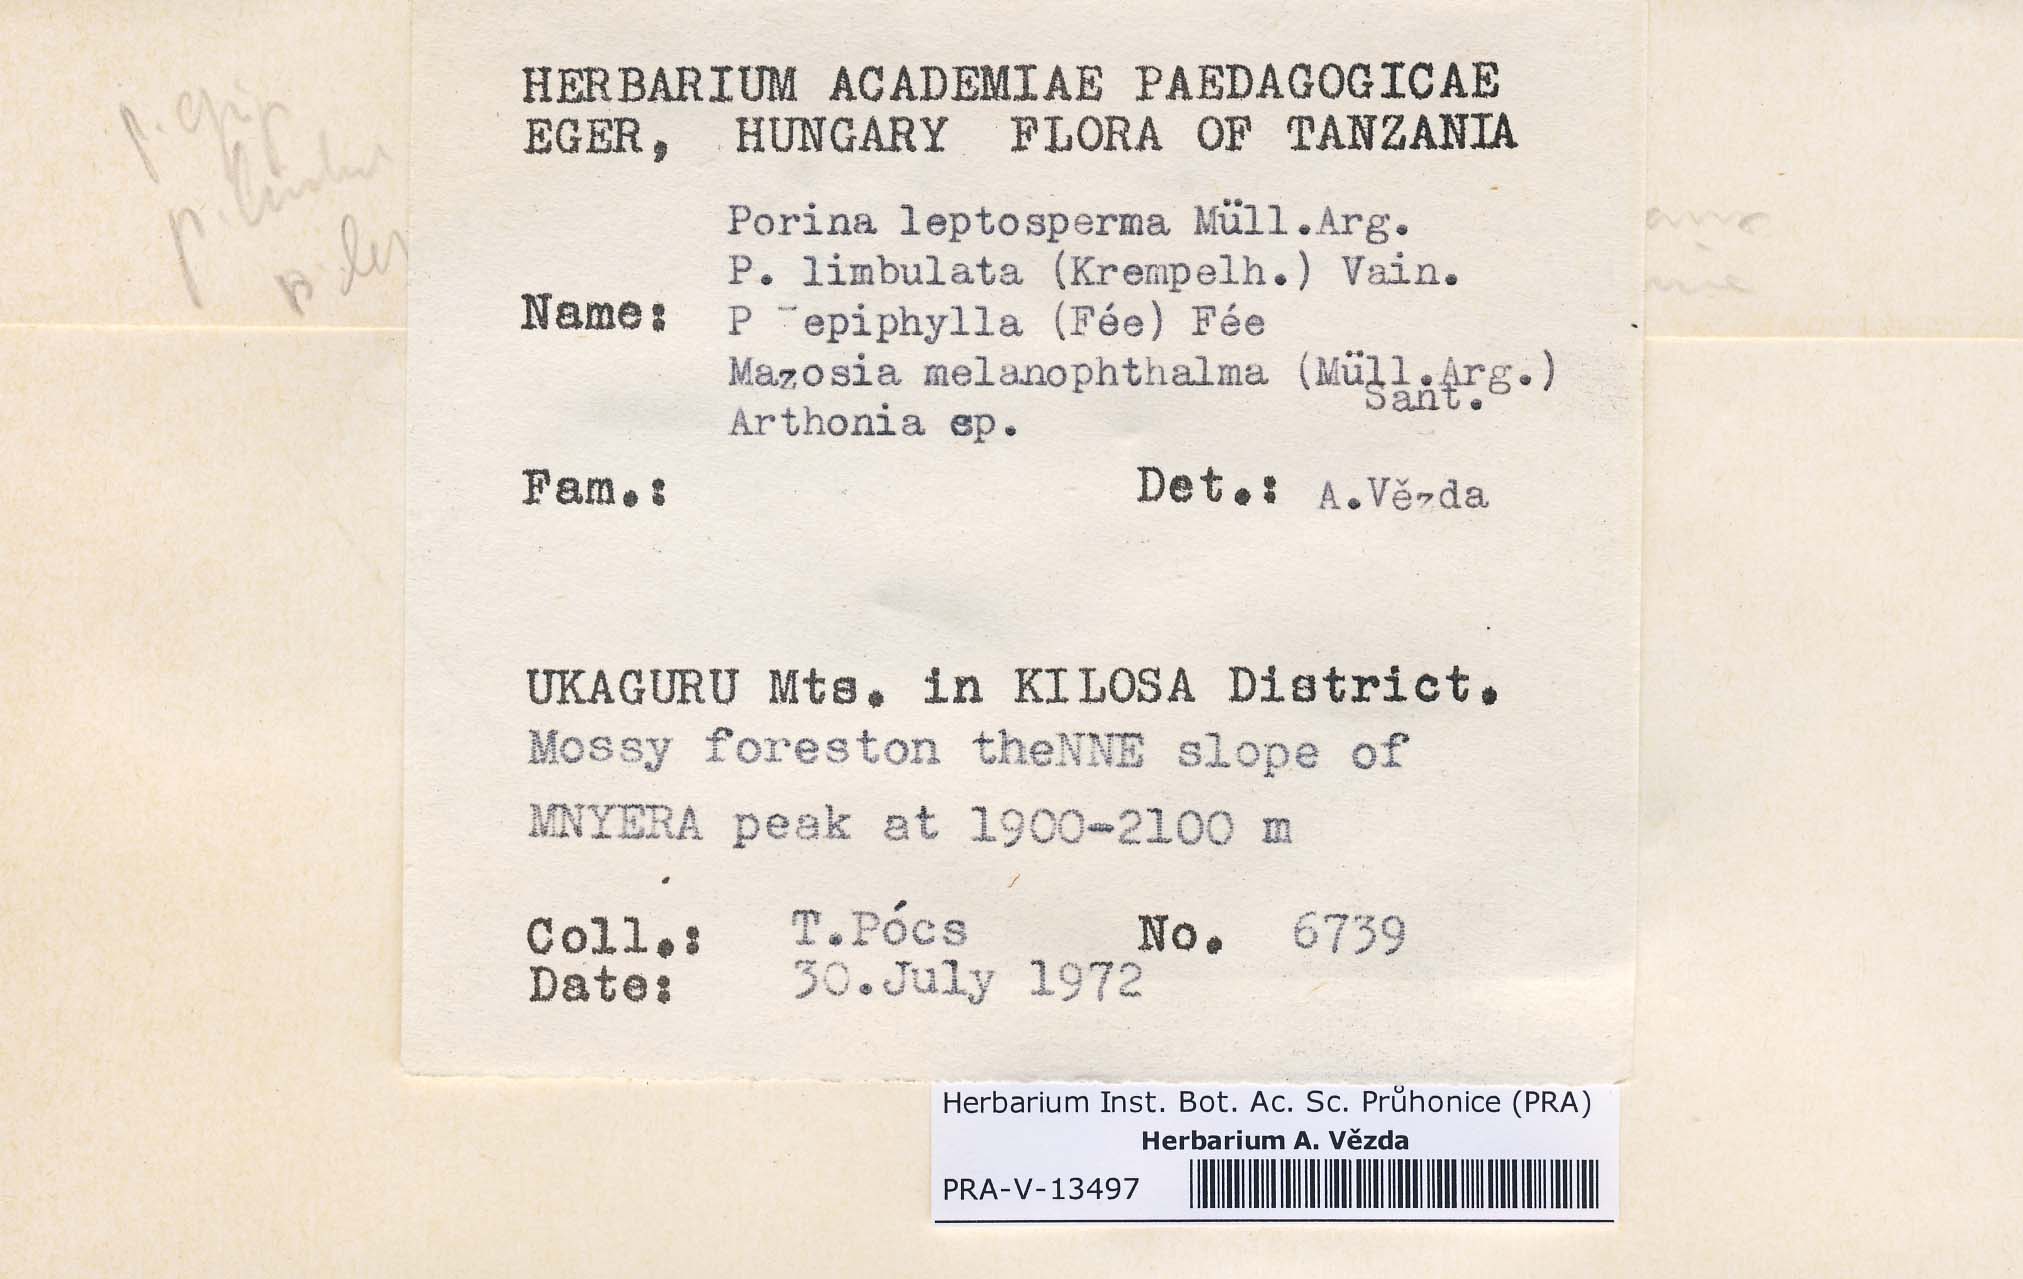 HERBARIUM ACADEMIAE PAEDAGOGICAE
EGER, HUNGARY FLORA OF TANZANIA
Porina leptosperma Müll.Arg.
P. limbulata (Krempelh.) Vain.
Name: P - epiphylla (Fée) Fée
Mazosia melanophthalma (Müll.Arg.)
Sant.
Arthonia sp.
Fam.: Det.: A.Vězda
UKAGURU Mts. in KILOSA District.
Mossy foreston theNNE slope of
MNYERA peak at 1900-2100 m
Coll.: T.Pócs No. 6739
Date: 30.July 1972
Herbarium Inst. Bot. Ac. Sc. Průhonice (PRA)
Herbarium A. Vězda
PRA-V-13497